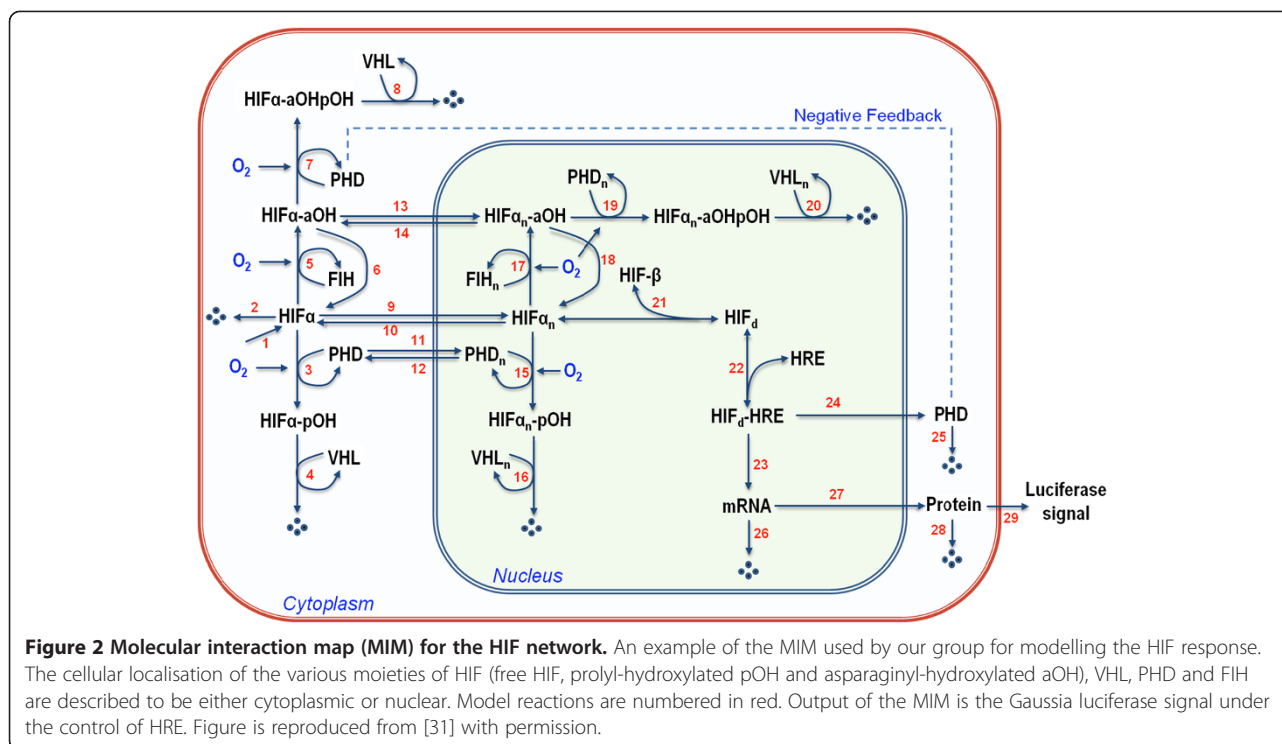 VHL
8
HIFα-aOHpOH
Negative Feedback
O2
7
PHD
PHDn
VHLn
19
20
HIFα-aOH
13
14
HIFαn-aOH
HIFαn-aOHpOH
O2
5
6
FIH
FIHn
17
O2
18
HIF-β
21
2
HIFα
9
10
HIFαn
HIFd
1
O2
3
PHD
11
12
PHDn
15
O2
22
HRE
HIFα-pOH
HIFαn-pOH
HIFd-HRE
24
PHD
25
4
VHL
VHLn
16
23
mRNA
27
Protein
29
Luciferase
signal
26
28
Nucleus
Cytoplasm
Figure 2 Molecular interaction map (MIM) for the HIF network. An example of the MIM used by our group for modelling the HIF response.
The cellular localisation of the various moieties of HIF (free HIF, prolyl-hydroxylated pOH and asparaginyl-hydroxylated aOH), VHL, PHD and FIH
are described to be either cytoplasmic or nuclear. Model reactions are numbered in red. Output of the MIM is the Gaussia luciferase signal under
the control of HRE. Figure is reproduced from [31] with permission.